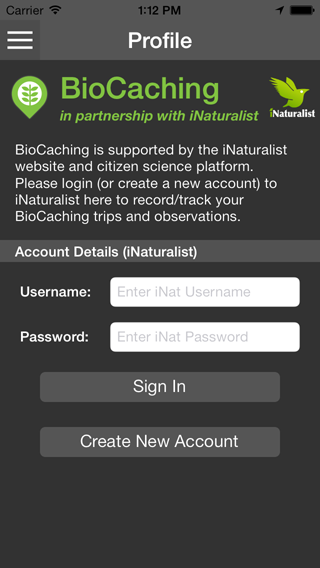 Carrier 1:12 PM
Profile
BioCaching
in partnership with iNaturalist
iNaturalist
BioCaching is supported by the iNaturalist
website and citizen science platform.
Please login (or create a new account) to
iNaturalist here to record/track your
BioCaching trips and observations.
Account Details (iNaturalist)
Username: Enter iNat Username
Password: Enter iNat Password
Sign In
Create New Account